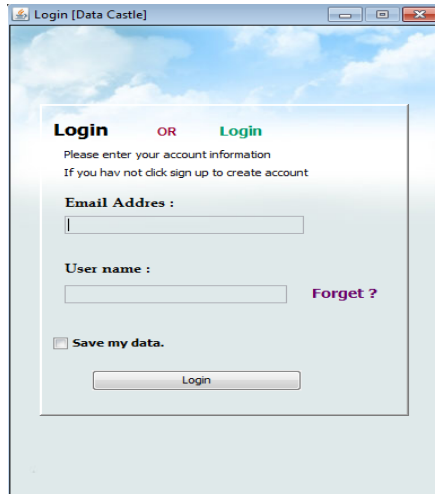 Login [Data Castle]
Login OR Login
Please enter your account information
If you hav not click sign up to create account
Email Addres :
User name :
Forget ?
Save my data.
Login